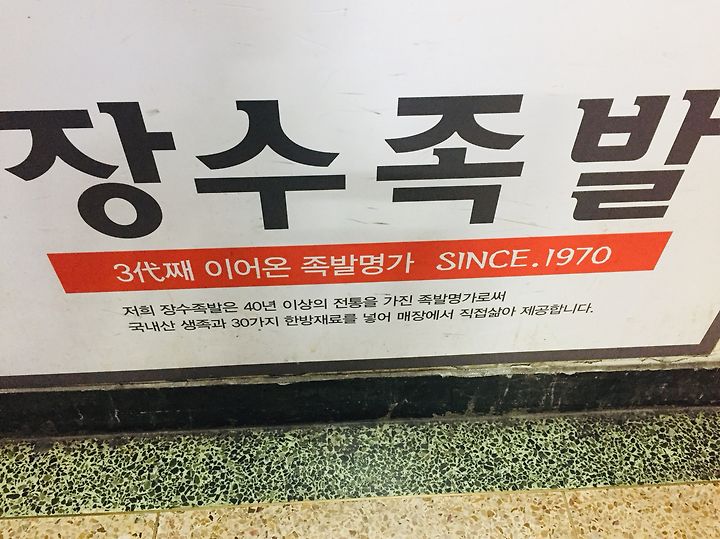 장수족발
3代째 이어온 족발명가 SINCE.1970
저희 장수족발은 40년 이상의 전통을 가진 족발명가로써
국내산 생족과 30가지 한방재료를 넣어 매장에서 직접삶아 제공합니다.